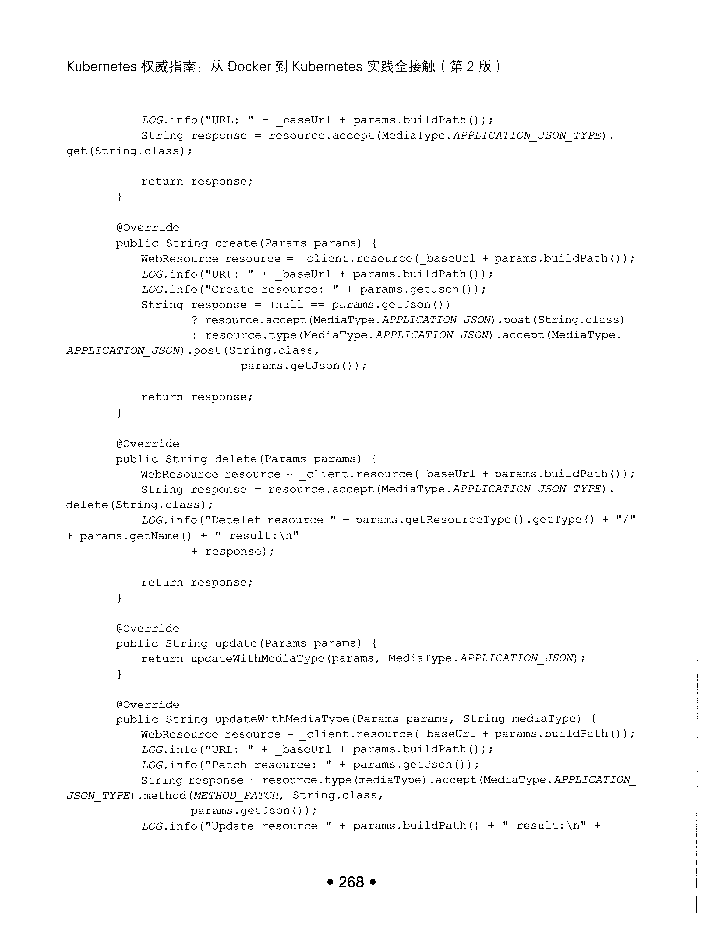 Kubernetes 权威指南：从 Docker 到 Kubernetes 实践全接触（第 2 版）
LOG.info("URL: " + _baseUrl + params.buildPath());
String response = resource.accept(MediaType.APPLICATION_JSON_TYPE).
get(String.class);
return response;
}
@Override
public String create(Params params) {
WebResource resource = _client.resource(_baseUrl + params.buildPath());
LOG.info("URL: " + _baseUrl + params.buildPath());
LOG.info("Create resource: " + params.getJson());
String response = (null == params.getJson())
? resource.accept(MediaType.APPLICATION_JSON).post(String.class)
: resource.type(MediaType.APPLICATION_JSON).accept(MediaType.
APPLICATION_JSON).post(String.class,
params.getJson());
return response;
}
@Override
public String delete(Params params) {
WebResource resource = _client.resource(_baseUrl + params.buildPath());
String response = resource.accept(MediaType.APPLICATION_JSON_TYPE).
delete(String.class);
LOG.info("Detelet resource " + params.getResourceType().getType() + "/"
+ params.getName() + " result:\n"
+ response);
return response;
}
@Override
public String update(Params params) {
return updateWithMediaType(params, MediaType.APPLICATION_JSON);
}
@Override
public String updateWithMediaType(Params params, String mediaType) {
WebResource resource = _client.resource(_baseUrl + params.buildPath());
LOG.info("URL: " + _baseUrl + params.buildPath());
LOG.info("Patch resource: " + params.getJson());
String response = resource.type(mediaType).accept(MediaType.APPLICATION_
JSON_TYPE).method(METHOD_PATCH, String.class,
params.getJson());
LOG.info("Update resource " + params.buildPath() + " result:\n" +
• 268 •